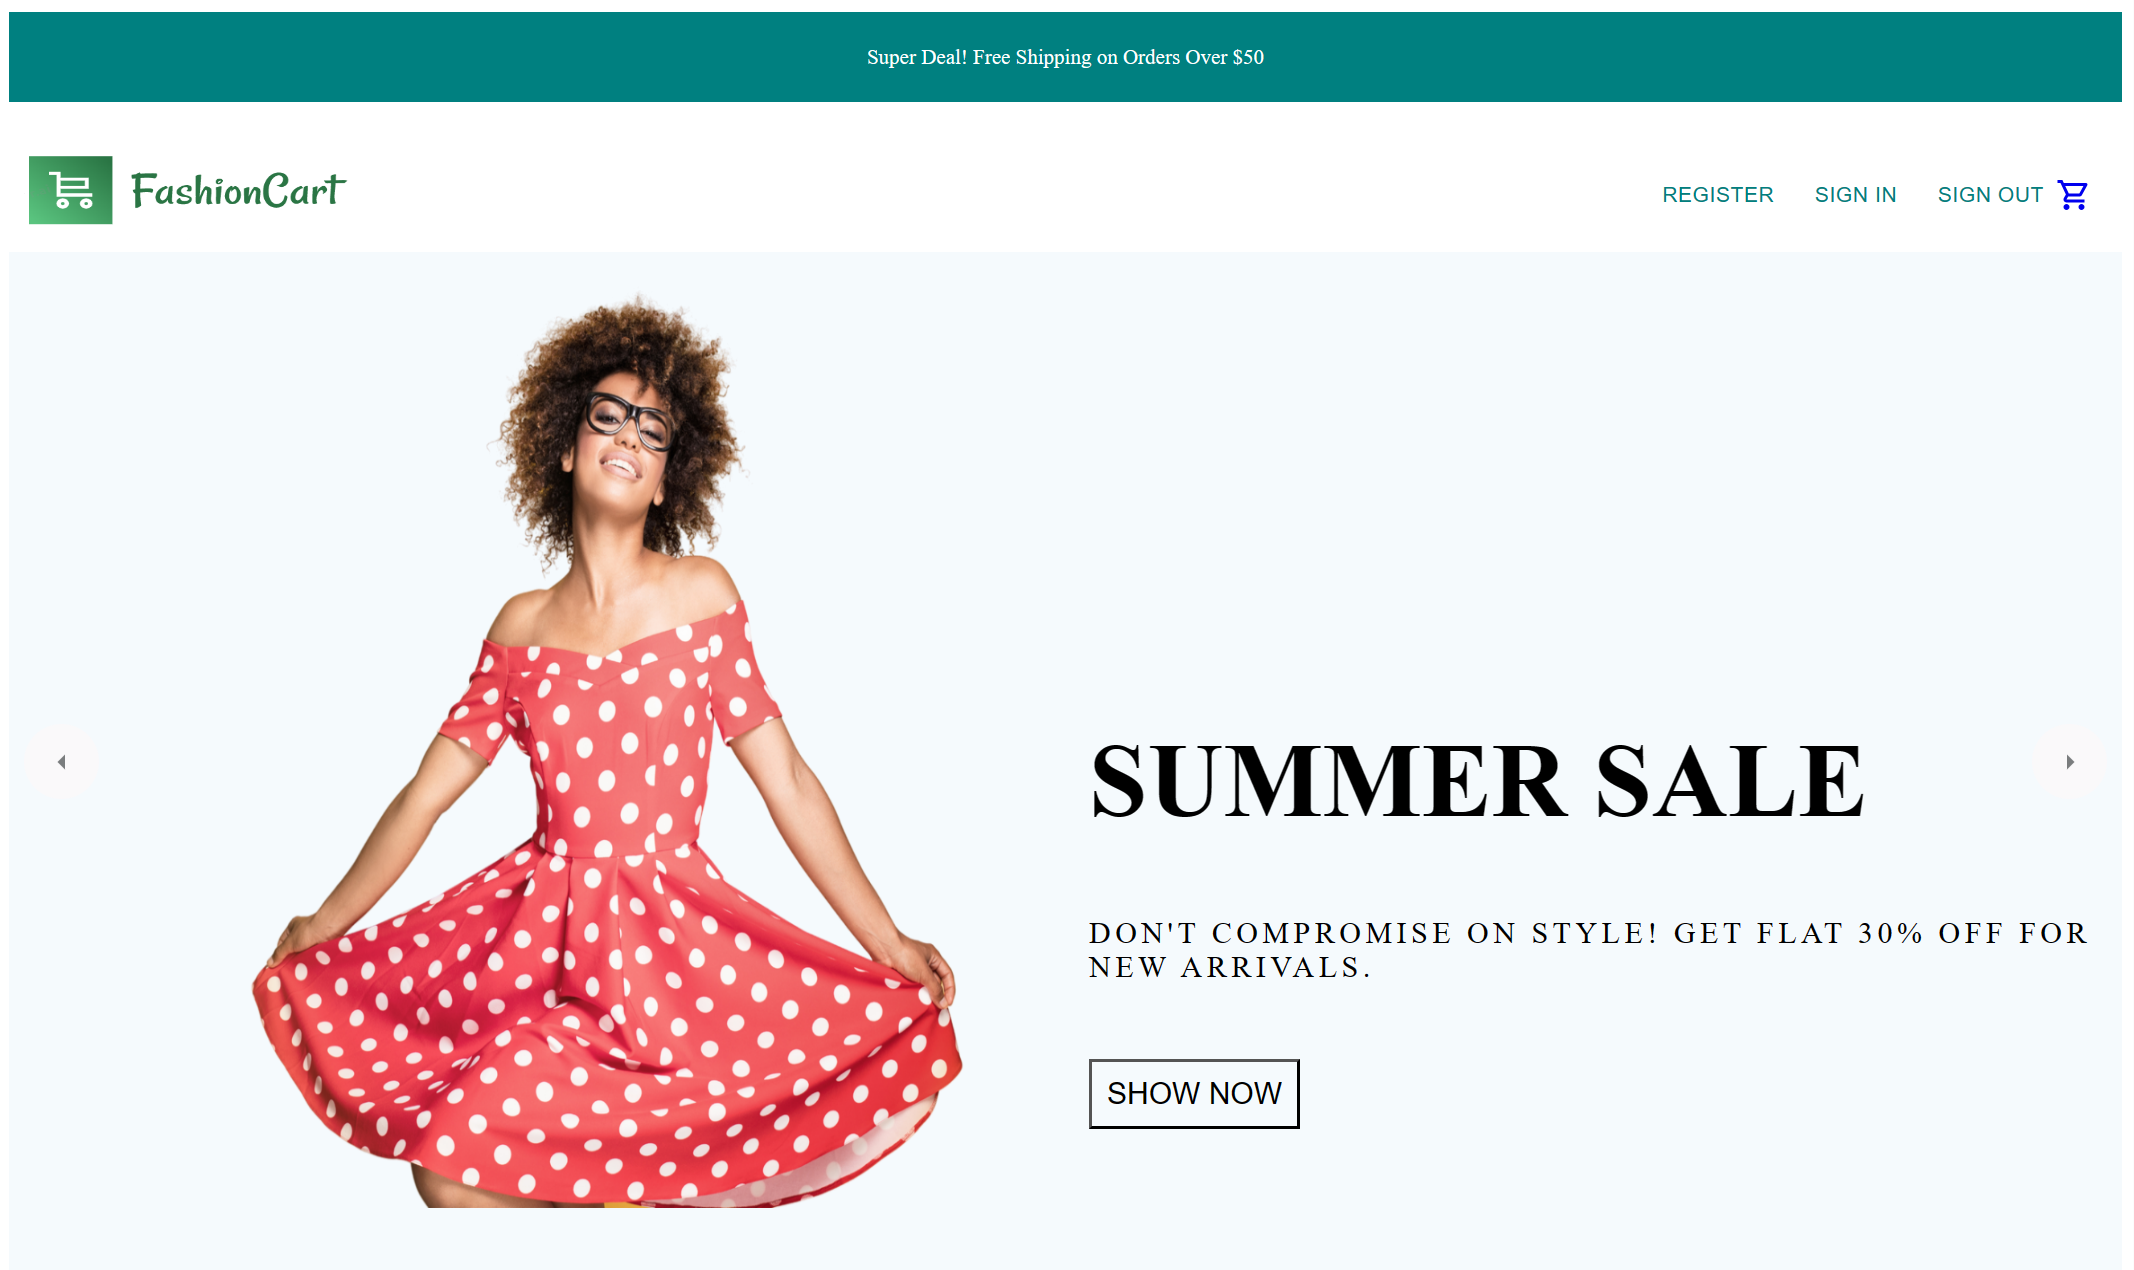 Super Deal! Free Shipping on Orders Over $50
FashionCart
REGISTER SIGN IN SIGN OUT
SUMMER SALE
DON'T COMPROMISE ON STYLE! GET FLAT 30% OFF FOR
NEW ARRIVALS.
SHOW NOW